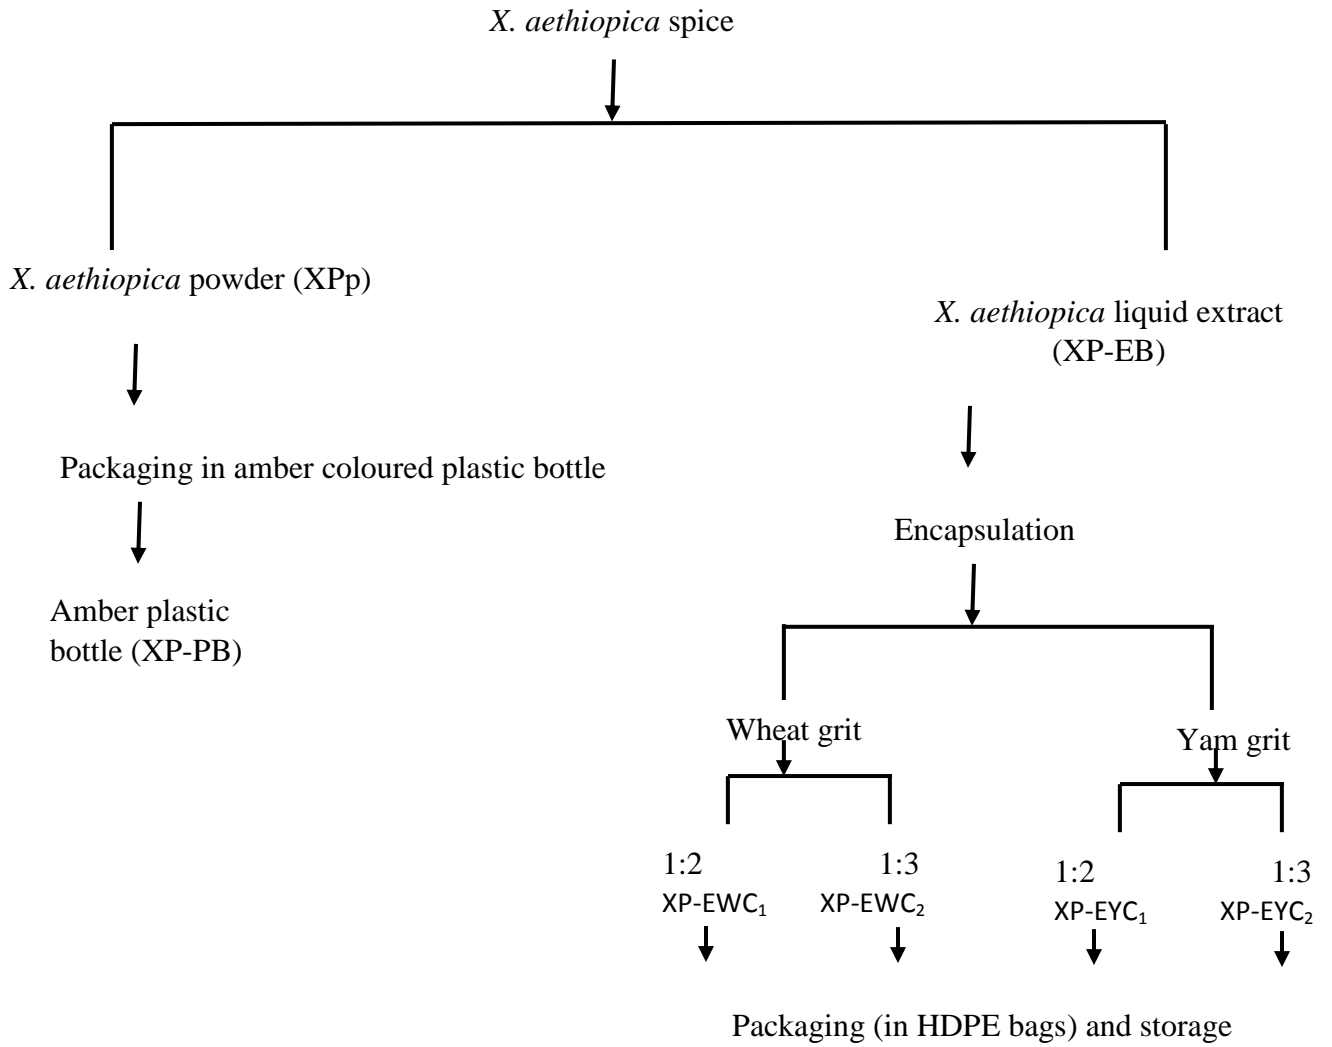 X. aethiopica spice
X. aethiopica powder (XPp)
X. aethiopica liquid extract
(XP-EB)
Packaging in amber coloured plastic bottle
Encapsulation
Amber plastic
bottle (XP-PB)
Wheat grit
Yam grit
1:2 1:3 1:2 1:3
XP-EWC₁ XP-EWC₂ XP-EYC₁ XP-EYC₂
Packaging (in HDPE bags) and storage